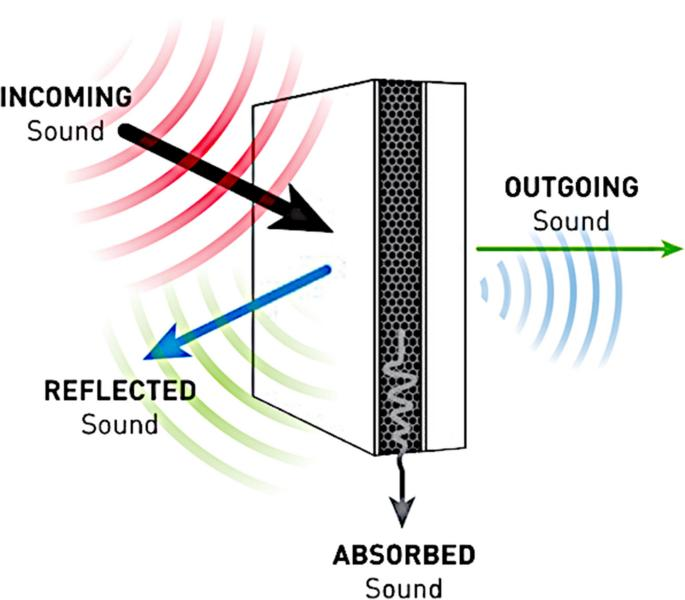 INCOMING
Sound
OUTGOING
Sound
REFLECTED
Sound
ABSORBED
Sound